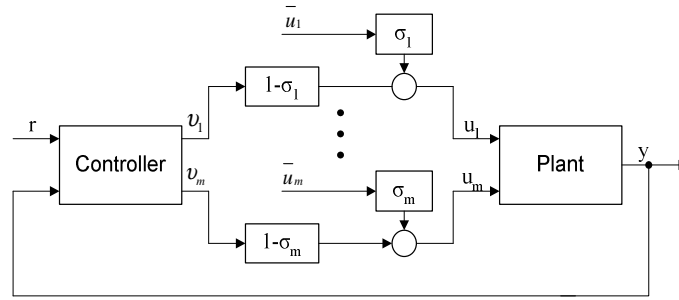 ū₁
σ₁
1-σ₁
r
υ₁
u₁
y
Controller
Plant
υₘ
ūₘ
σₘ
uₘ
1-σₘ